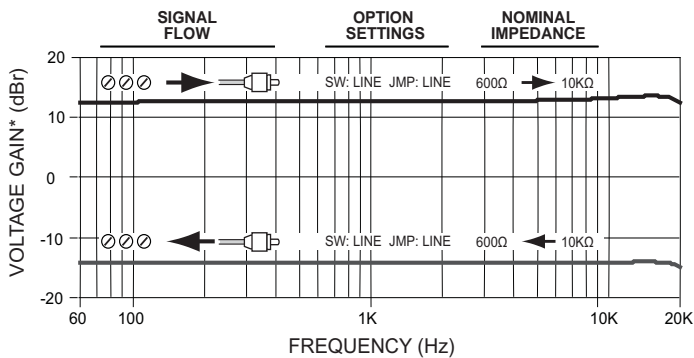 SIGNAL FLOW
OPTION SETTINGS
NOMINAL IMPEDANCE
VOLTAGE GAIN* (dBr)
20
SW: LINE JMP: LINE 600Ω 10KΩ
10
0
-10
SW: LINE JMP: LINE 600Ω 10KΩ
-20
60 100 1K 10K 20K
FREQUENCY (Hz)